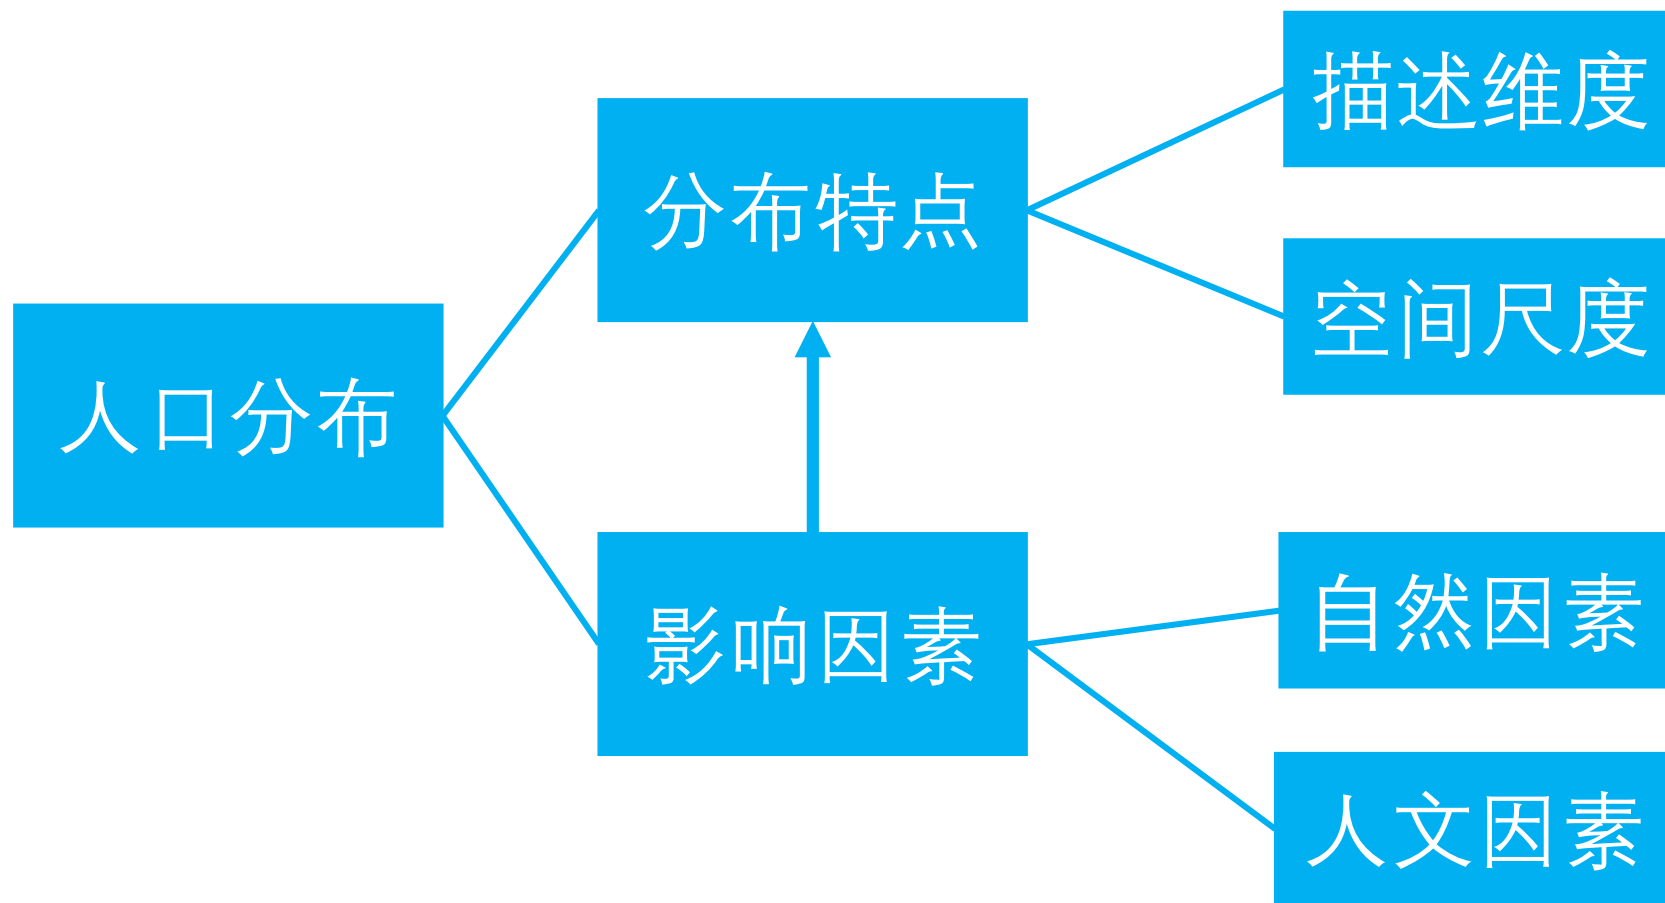 人口分布
分布特点
描述维度
空间尺度
影响因素
自然因素
人文因素